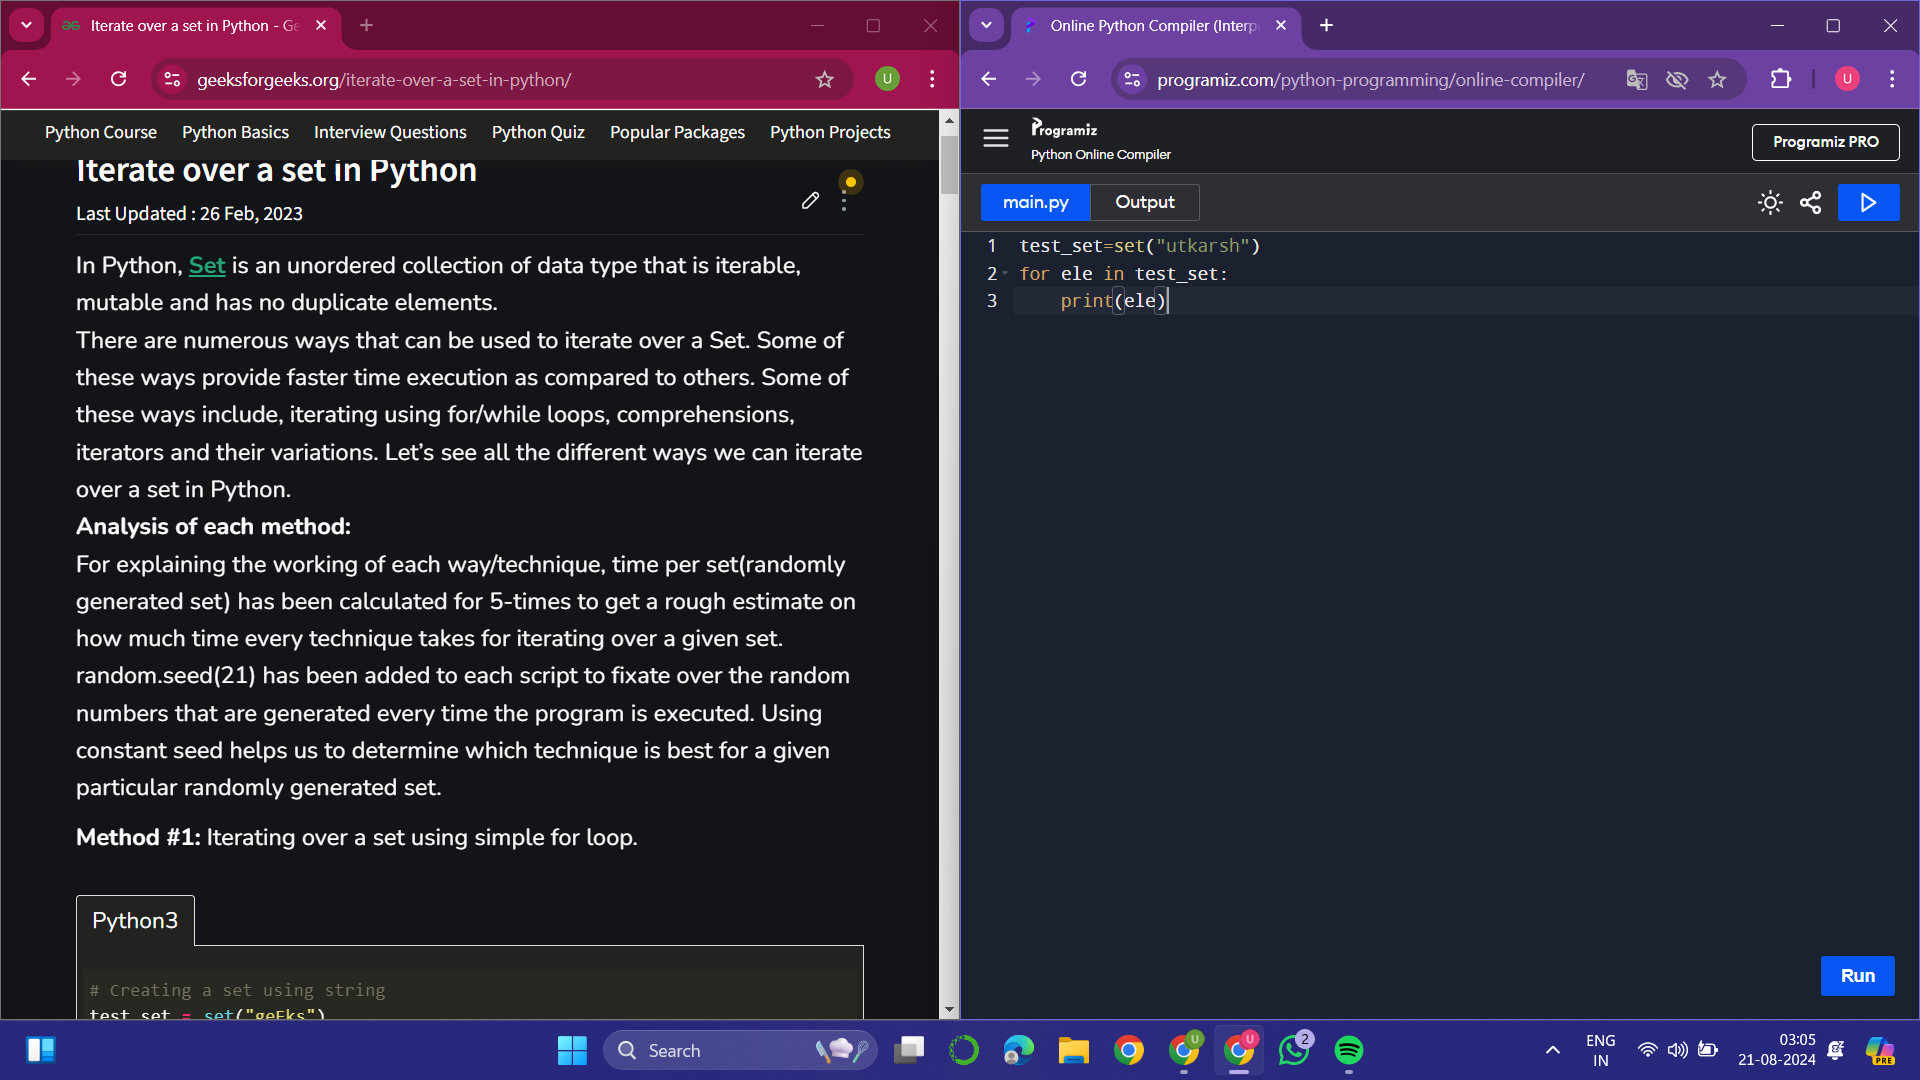 Iterate over a set in Python - Ge
geeksforgeeks.org/iterate-over-a-set-in-python/
U
Python Course Python Basics Interview Questions Python Quiz Popular Packages Python Projects
Iterate over a set in Python
Last Updated : 26 Feb, 2023
In Python, Set is an unordered collection of data type that is iterable,
mutable and has no duplicate elements.
There are numerous ways that can be used to iterate over a Set. Some of
these ways provide faster time execution as compared to others. Some of
these ways include, iterating using for/while loops, comprehensions,
iterators and their variations. Let’s see all the different ways we can iterate
over a set in Python.
Analysis of each method:
For explaining the working of each way/technique, time per set(randomly
generated set) has been calculated for 5-times to get a rough estimate on
how much time every technique takes for iterating over a given set.
random.seed(21) has been added to each script to fixate over the random
numbers that are generated every time the program is executed. Using
constant seed helps us to determine which technique is best for a given
particular randomly generated set.
Method #1: Iterating over a set using simple for loop.
Python3
# Creating a set using string
test_set = set("geEks")
Online Python Compiler (Interp
programiz.com/python-programming/online-compiler/
U
Programiz
Python Online Compiler
Programiz PRO
main.py Output
1 test_set=set("utkarsh")
2 for ele in test_set:
3 print(ele)
Run
Search
U
U
2
ENG
IN
03:05
21-08-2024
PRE